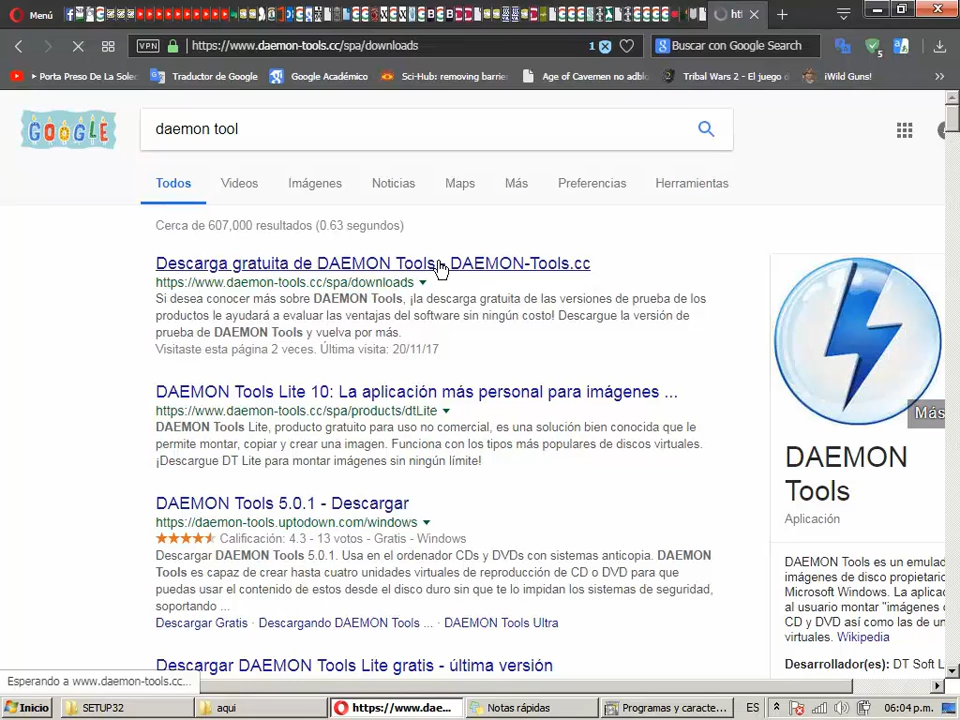 Menú
VPN https://www.daemon-tools.cc/spa/downloads 1 Buscar con Google Search 5
Porta Preso De La Sole Traductor de Google Google Académico Sci-Hub: removing barrie Age of Cavemen no adblo Tribal Wars 2 - El juego d iWild Guns!
GOOGLE daemon tool
Todos Videos Imágenes Noticias Maps Más Preferencias Herramientas
Cerca de 607,000 resultados (0.63 segundos)
Descarga gratuita de DAEMON Tools - DAEMON-Tools.cc
https://www.daemon-tools.cc/spa/downloads
Si desea conocer más sobre DAEMON Tools, ¡la descarga gratuita de las versiones de prueba de los
productos le ayudará a evaluar las ventajas del software sin ningún costo! Descargue la versión de
prueba de DAEMON Tools y vuelva por más.
Visitaste esta página 2 veces. Última visita: 20/11/17
DAEMON Tools Lite 10: La aplicación más personal para imágenes ...
https://www.daemon-tools.cc/spa/products/dtLite
DAEMON Tools Lite, producto gratuito para uso no comercial, es una solución bien conocida que le
permite montar, copiar y crear una imagen. Funciona con los tipos más populares de discos virtuales.
¡Descargue DT Lite para montar imágenes sin ningún límite!
DAEMON Tools 5.0.1 - Descargar
https://daemon-tools.uptodown.com/windows
Calificación: 4.3 - 13 votos - Gratis - Windows
Descargar DAEMON Tools 5.0.1. Usa en el ordenador CDs y DVDs con sistemas anticopia. DAEMON
Tools es capaz de crear hasta cuatro unidades virtuales de reproducción de CD o DVD para que
puedas usar el contenido de estos desde el disco duro sin que te lo impidan los sistemas de seguridad,
soportando ...
Descargar Gratis · Descargando DAEMON Tools ... · DAEMON Tools Ultra
Descargar DAEMON Tools Lite gratis - última versión
Más
DAEMON
Tools
Aplicación
DAEMON Tools es un emulad
imágenes de disco propietario
Microsoft Windows. La aplicac
al usuario montar "imágenes
CD y DVD así como las de un
virtuales. Wikipedia
Desarrollador(es): DT Soft L
Esperando a www.daemon-tools.cc...
Inicio SETUP32 aqui https://www.dae... Notas rápidas Programas y caracte... ES 06:04 p.m.